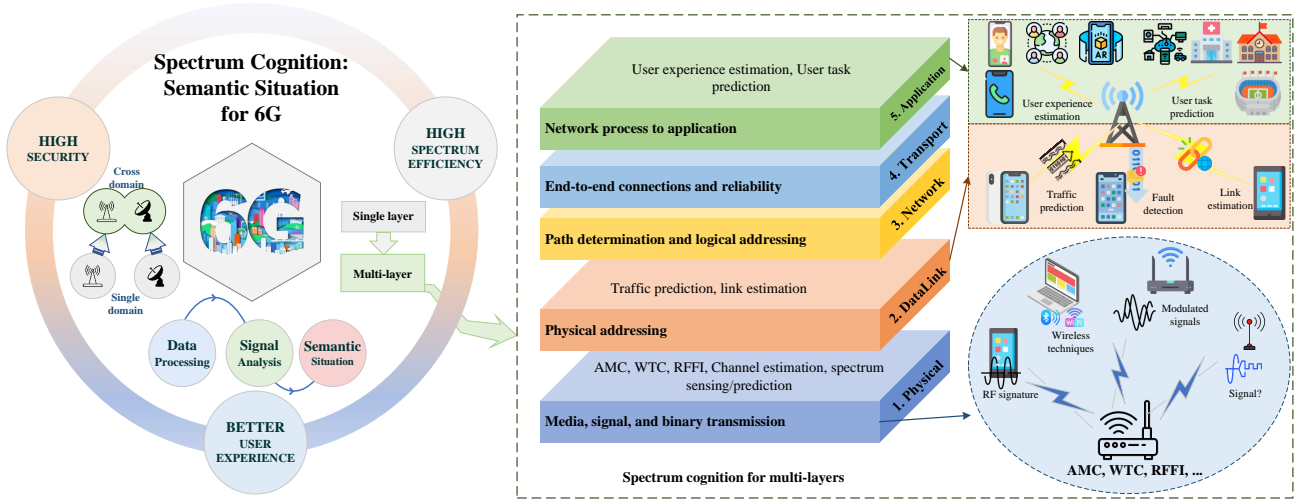 Spectrum Cognition:
Semantic Situation
for 6G
HIGH
SECURITY
HIGH
SPECTRUM
EFFICIENCY
Cross
domain
6G
Single
domain
Single layer
Multi-layer
Data
Processing
Signal
Analysis
Semantic
Situation
BETTER
USER
EXPERIENCE
User experience estimation, User task
prediction
5. Application
Network process to application
4. Transport
End-to-end connections and reliability
3. Network
Path determination and logical addressing
Traffic prediction, link estimation
2. DataLink
Physical addressing
AMC, WTC, RFFI, Channel estimation, spectrum
sensing/prediction
1. Physical
Media, signal, and binary transmission
Spectrum cognition for multi-layers
AR
User experience
estimation
User task
prediction
Traffic
prediction
Fault
detection
Link
estimation
Wireless
techniques
Modulated
signals
RF signature
Signal?
AMC, WTC, RFFI, ...